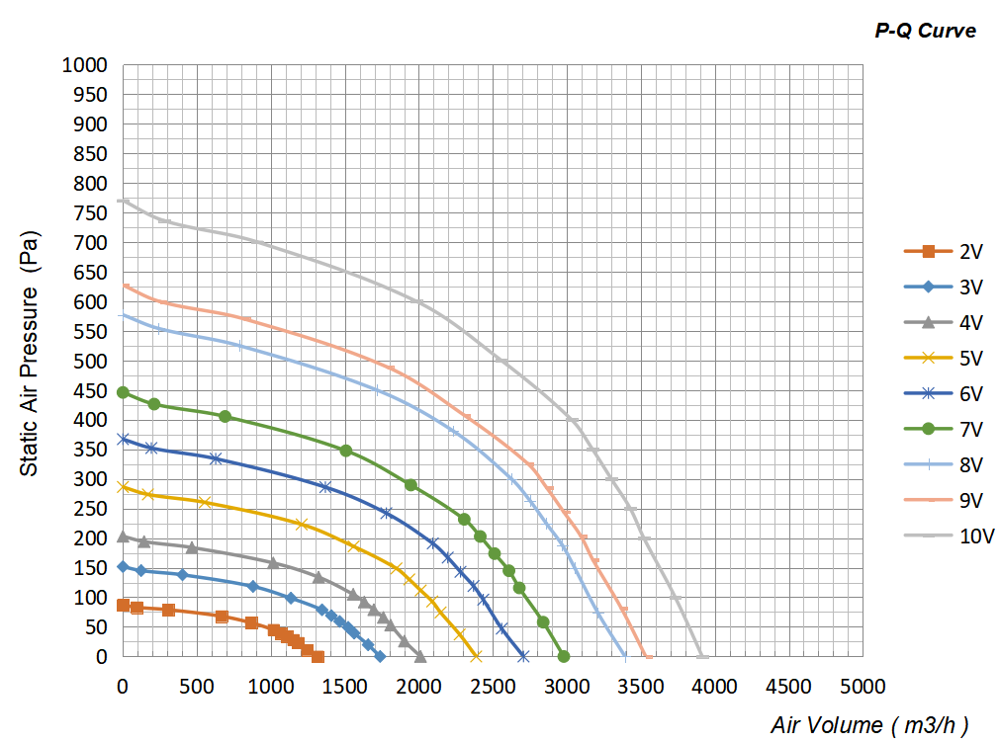 P-Q Curve
1000
950
900
850
800
750
700
650
600
550
500
450
400
350
300
250
200
150
100
50
0
Static Air Pressure (Pa)
2V
3V
4V
5V
6V
7V
8V
9V
10V
0 500 1000 1500 2000 2500 3000 3500 4000 4500 5000
Air Volume ( m3/h )